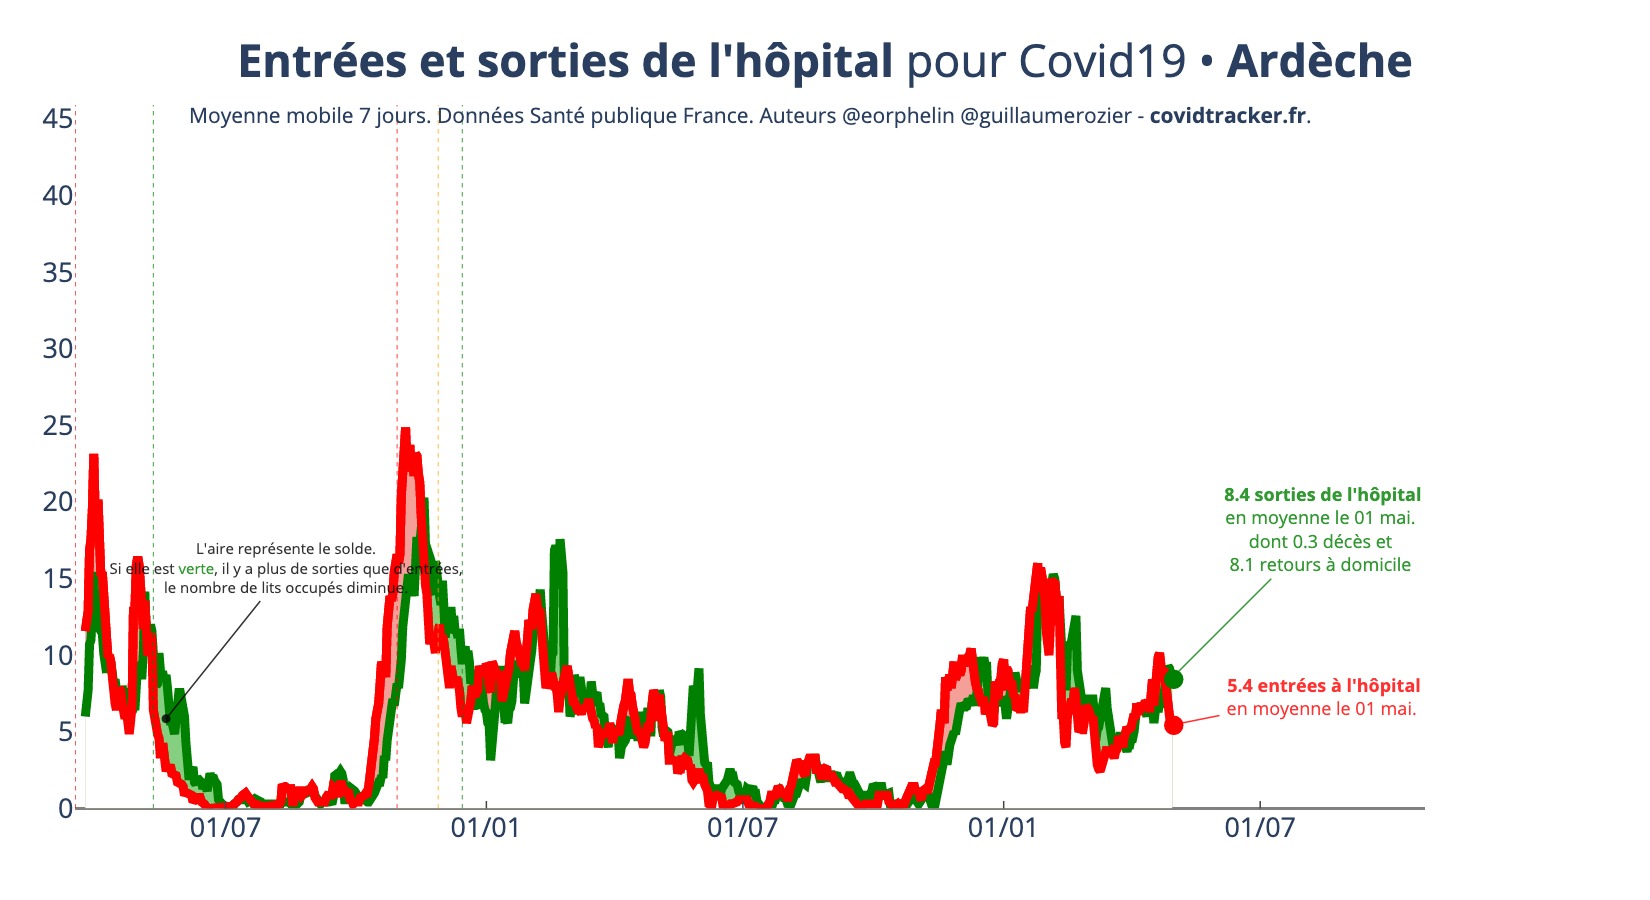 Entrées et sorties de l'hôpital pour Covid19 • Ardèche
Moyenne mobile 7 jours. Données Santé publique France. Auteurs @eorphelin @guillaumerozier - covidtracker.fr.
45
40
35
30
25
20
15
10
5
0
L'aire représente le solde.
Si elle est verte, il y a plus de sorties que d'entrées,
le nombre de lits occupés diminue.
8.4 sorties de l'hôpital
en moyenne le 01 mai.
dont 0.3 décès et
8.1 retours à domicile
5.4 entrées à l'hôpital
en moyenne le 01 mai.
01/07
01/01
01/07
01/01
01/07